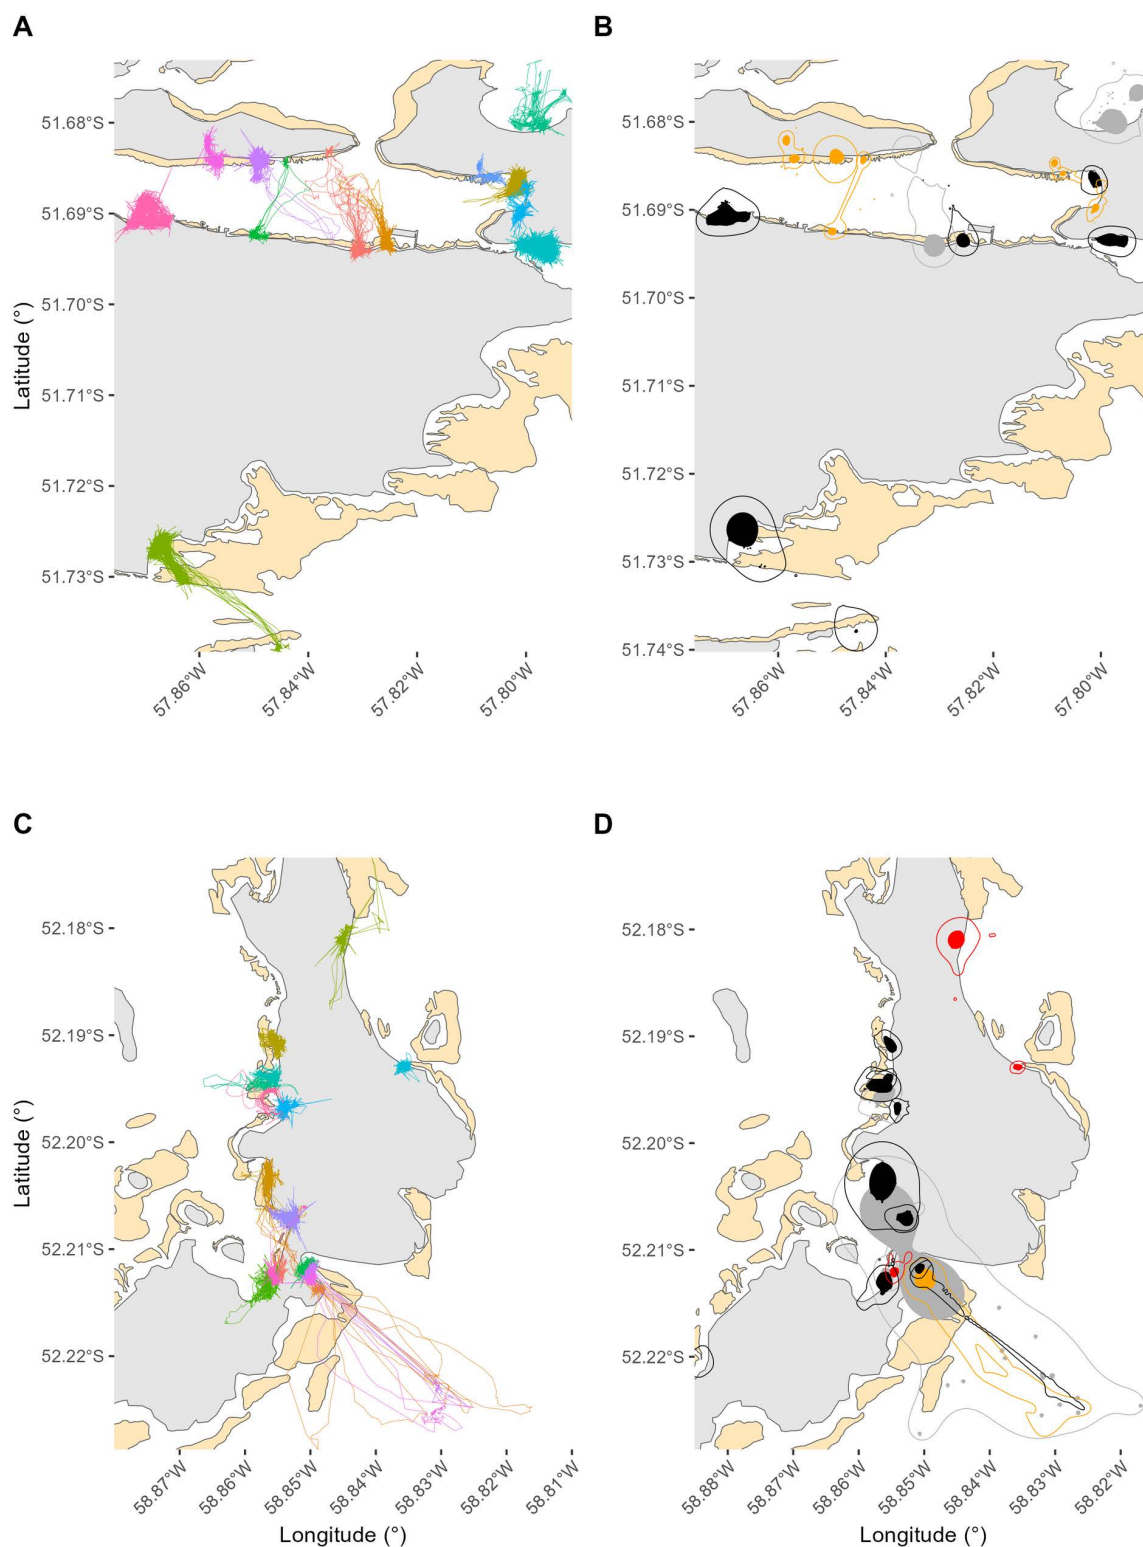 A
B
51.68°S
51.69°S
51.70°S
51.71°S
51.72°S
51.73°S
Latitude (°)
57.86°W
57.84°W
57.82°W
57.80°W
51.68°S
51.69°S
51.70°S
51.71°S
51.72°S
51.73°S
51.74°S
57.86°W
57.84°W
57.82°W
57.80°W
C
D
52.18°S
52.19°S
52.20°S
52.21°S
52.22°S
Latitude (°)
58.87°W
58.86°W
58.85°W
58.84°W
58.83°W
58.82°W
58.81°W
Longitude (°)
52.18°S
52.19°S
52.20°S
52.21°S
52.22°S
58.88°W
58.87°W
58.86°W
58.85°W
58.84°W
58.83°W
58.82°W
Longitude (°)